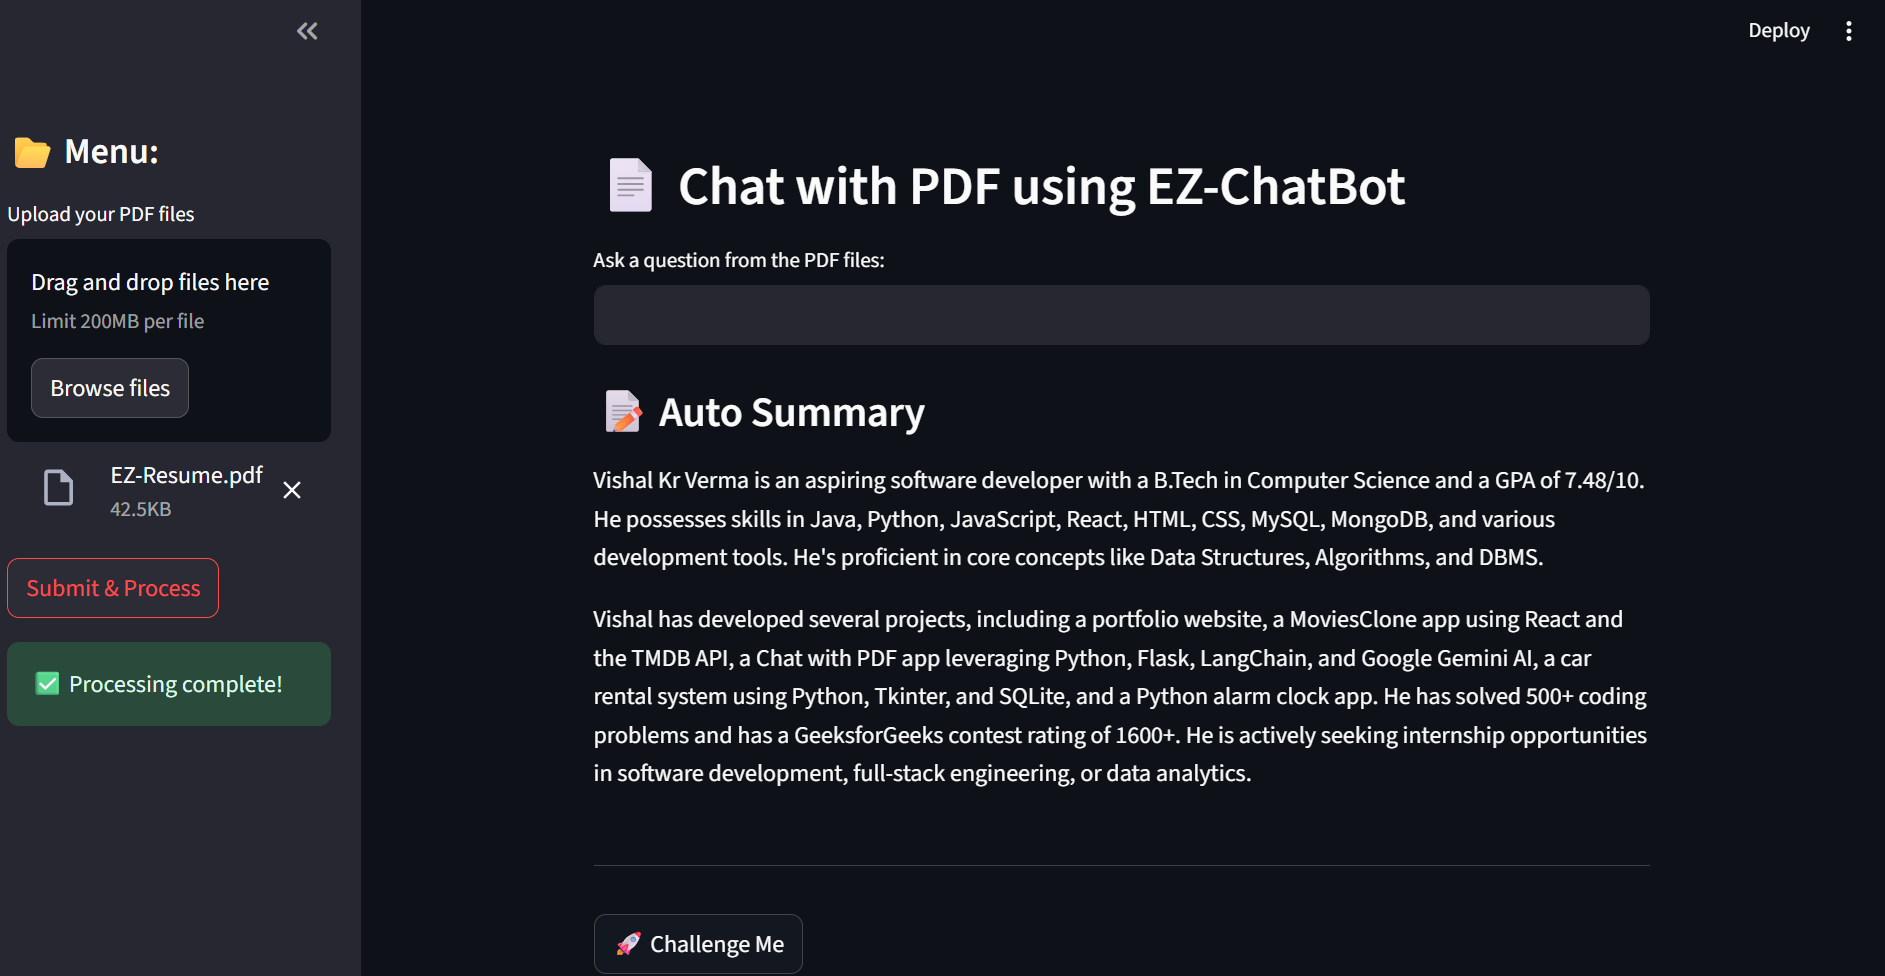 Deploy
Menu:
Upload your PDF files
Drag and drop files here
Limit 200MB per file
Browse files
EZ-Resume.pdf
42.5KB
Submit & Process
Processing complete!
Chat with PDF using EZ-ChatBot
Ask a question from the PDF files:
Auto Summary
Vishal Kr Verma is an aspiring software developer with a B.Tech in Computer Science and a GPA of 7.48/10.
He possesses skills in Java, Python, JavaScript, React, HTML, CSS, MySQL, MongoDB, and various
development tools. He's proficient in core concepts like Data Structures, Algorithms, and DBMS.
Vishal has developed several projects, including a portfolio website, a MoviesClone app using React and
the TMDB API, a Chat with PDF app leveraging Python, Flask, LangChain, and Google Gemini AI, a car
rental system using Python, Tkinter, and SQLite, and a Python alarm clock app. He has solved 500+ coding
problems and has a GeeksforGeeks contest rating of 1600+. He is actively seeking internship opportunities
in software development, full-stack engineering, or data analytics.
Challenge Me